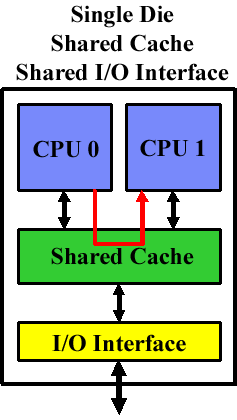 Single Die
Shared Cache
Shared I/O Interface
CPU 0
CPU 1
Shared Cache
I/O Interface